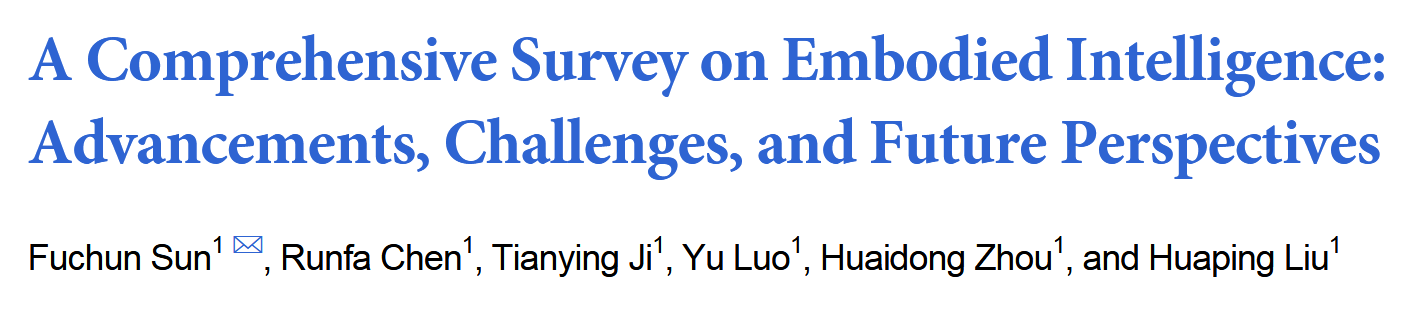 A Comprehensive Survey on Embodied Intelligence:
Advancements, Challenges, and Future Perspectives
Fuchun Sun1 ✉, Runfa Chen1, Tianying Ji1, Yu Luo1, Huaidong Zhou1, and Huaping Liu1